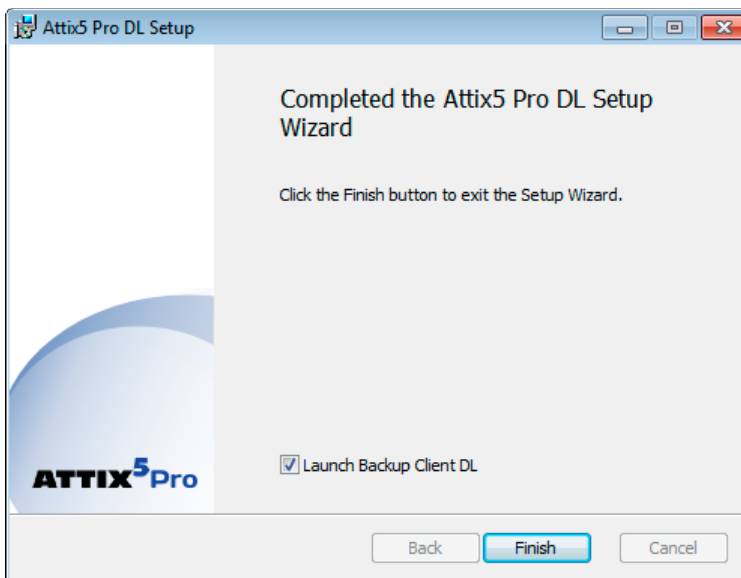 Attix5 Pro DL Setup
Completed the Attix5 Pro DL Setup
Wizard
Click the Finish button to exit the Setup Wizard.
Launch Backup Client DL
ATTIX5Pro
Back Finish Cancel